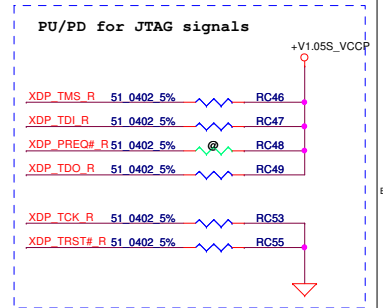 PU/PD for JTAG signals
+V1.05S_VCCP
XDP_TMS_R 51_0402_5% RC46
XDP_TDI_R 51_0402_5% RC47
XDP_PREQ#_R 51_0402_5% @ RC48
XDP_TDO_R 51_0402_5% RC49
XDP_TCK_R 51_0402_5% RC53
XDP_TRST#_R 51_0402_5% RC55